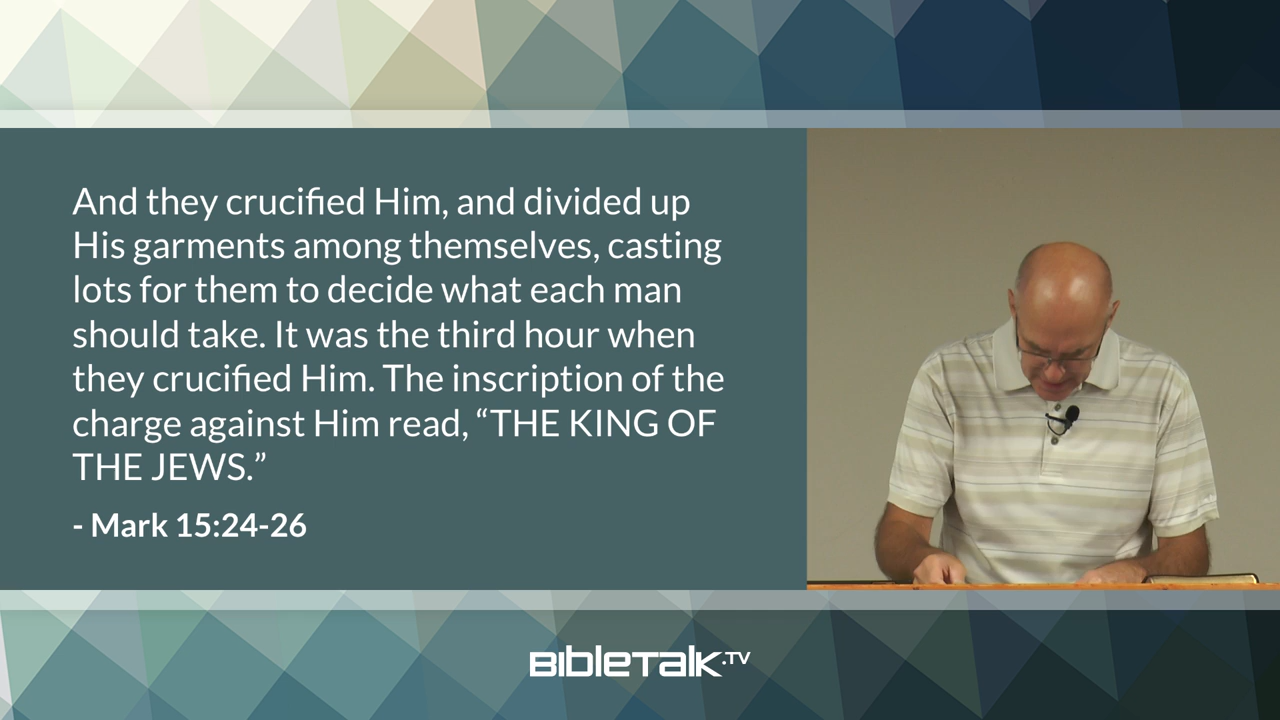 And they crucified Him, and divided up
His garments among themselves, casting
lots for them to decide what each man
should take. It was the third hour when
they crucified Him. The inscription of the
charge against Him read, “THE KING OF
THE JEWS.”
- Mark 15:24-26
BibleTalk.TV